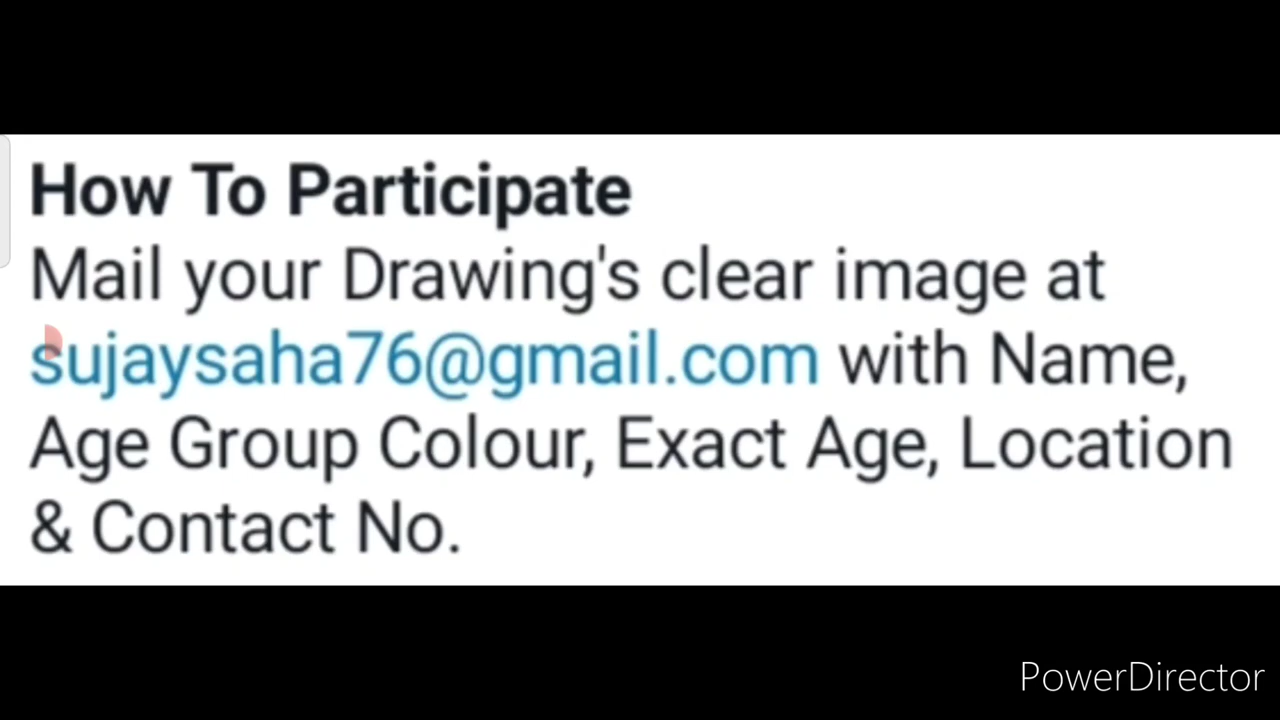 How To Participate
Mail your Drawing's clear image at
sujaysaha76@gmail.com with Name,
Age Group Colour, Exact Age, Location
& Contact No.
PowerDirector